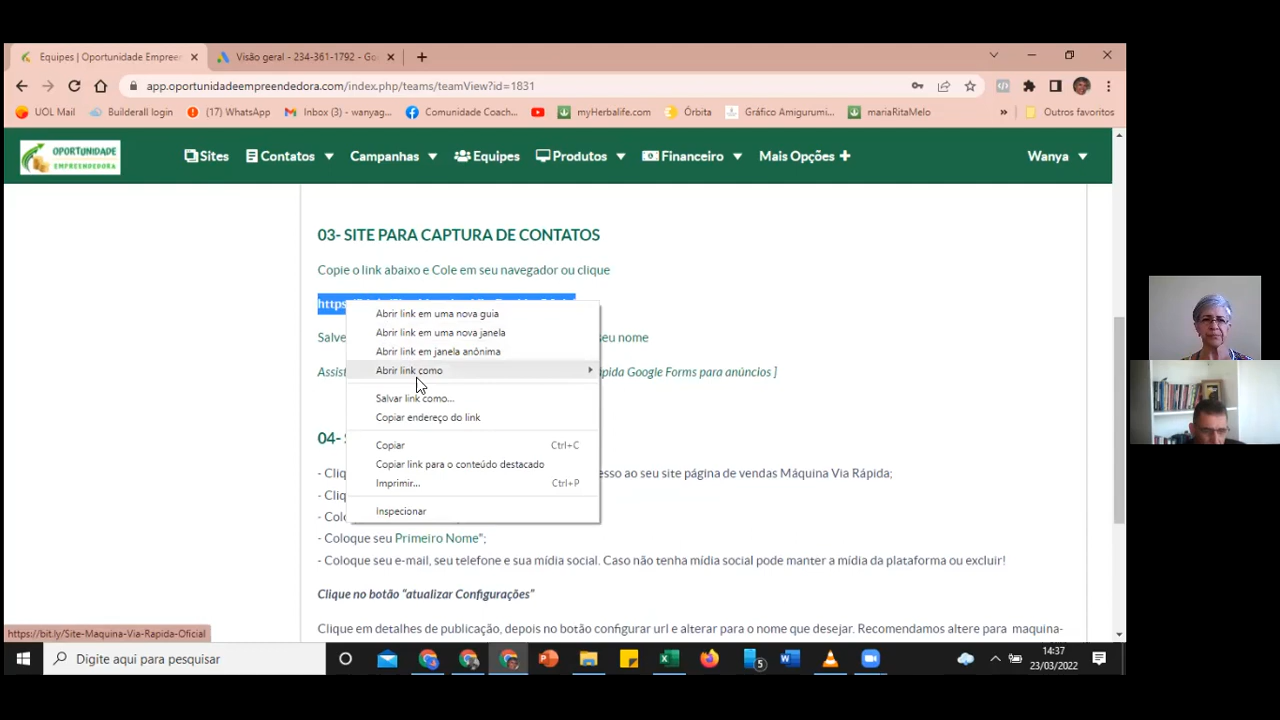 Equipes | Oportunidade Empreen
Visão geral - 234-361-1792 - Go
app.oportunidadeempreendedora.com/index.php/teams/teamView?id=1831
UOL Mail
Builderall login
(17) WhatsApp
Inbox (3) - wanyag...
Comunidade Coach...
myHerbalife.com
Órbita
Gráfico Amigurumi...
mariaRitaMelo
»
Outros favoritos
OPORTUNIDADE
EMPREENDEDORA
Sites
Contatos
Campanhas
Equipes
Produtos
Financeiro
Mais Opções +
Wanya
03- SITE PARA CAPTURA DE CONTATOS
Copie o link abaixo e Cole em seu navegador ou clique
https
Salve
eu nome
Assis
ápida Google Forms para anúncios ]
Abrir link em uma nova guia
Abrir link em uma nova janela
Abrir link em janela anônima
Abrir link como
Salvar link como...
Copiar endereço do link
Copiar Ctrl+C
Copiar link para o conteúdo destacado
Imprimir... Ctrl+P
Inspecionar
04- S
- Cliq
esso ao seu site página de vendas Máquina Via Rápida;
- Cliq
- Colo
- Coloque seu Primeiro Nome";
- Coloque seu e-mail, seu telefone e sua mídia social. Caso não tenha mídia social pode manter a mídia da plataforma ou excluir!
Clique no botão "atualizar Configurações"
Clique em detalhes de publicação, depois no botão configurar url e alterar para o nome que desejar. Recomendamos altere para maquina-
https://bit.ly/Site-Maquina-Via-Rapida-Oficial
Digite aqui para pesquisar
5
14:37
23/03/2022